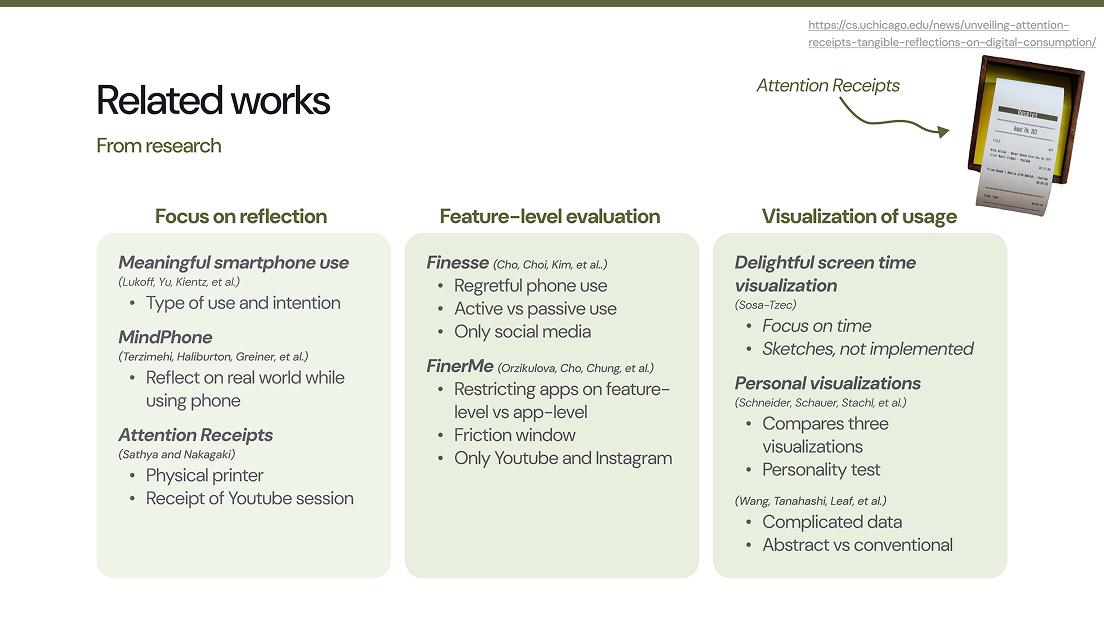 https://cs.uchicago.edu/news/unveiling-attention-
receipts-tangible-reflections-on-digital-consumption/
Related works
From research
Attention Receipts
Receipt
Focus on reflection
Meaningful smartphone use
(Lukoff, Yu, Kientz, et al.)
• Type of use and intention
MindPhone
(Terzimehi, Haliburton, Greiner, et al.)
• Reflect on real world while
using phone
Attention Receipts
(Sathya and Nakagaki)
• Physical printer
• Receipt of Youtube session
Feature-level evaluation
Finesse (Cho, Choi, Kim, et al..)
• Regretful phone use
• Active vs passive use
• Only social media
FinerMe (Orzikulova, Cho, Chung, et al.)
• Restricting apps on feature-
level vs app-level
• Friction window
• Only Youtube and Instagram
Visualization of usage
Delightful screen time
visualization
(Sosa-Tzec)
• Focus on time
• Sketches, not implemented
Personal visualizations
(Schneider, Schauer, Stachl, et al.)
• Compares three
visualizations
• Personality test
(Wang, Tanahashi, Leaf, et al.)
• Complicated data
• Abstract vs conventional